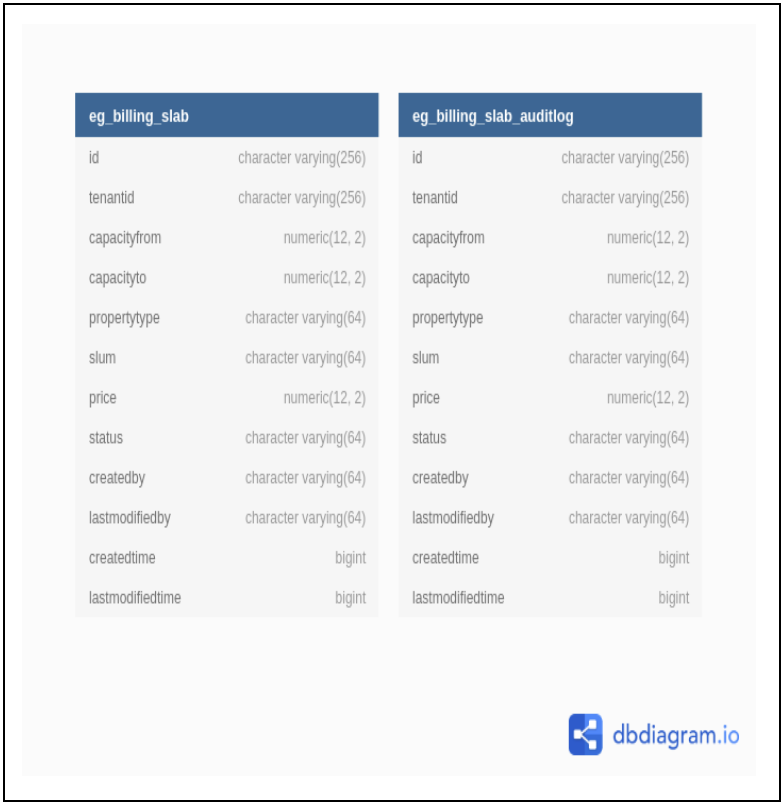 eg_billing_slab
id character varying(256)
tenantid character varying(256)
capacityfrom numeric(12, 2)
capacityto numeric(12, 2)
propertytype character varying(64)
slum character varying(64)
price numeric(12, 2)
status character varying(64)
createdby character varying(64)
lastmodifiedby character varying(64)
createdtime bigint
lastmodifiedtime bigint
eg_billing_slab_auditlog
id character varying(256)
tenantid character varying(256)
capacityfrom numeric(12, 2)
capacityto numeric(12, 2)
propertytype character varying(64)
slum character varying(64)
price numeric(12, 2)
status character varying(64)
createdby character varying(64)
lastmodifiedby character varying(64)
createdtime bigint
lastmodifiedtime bigint
dbdiagram.io